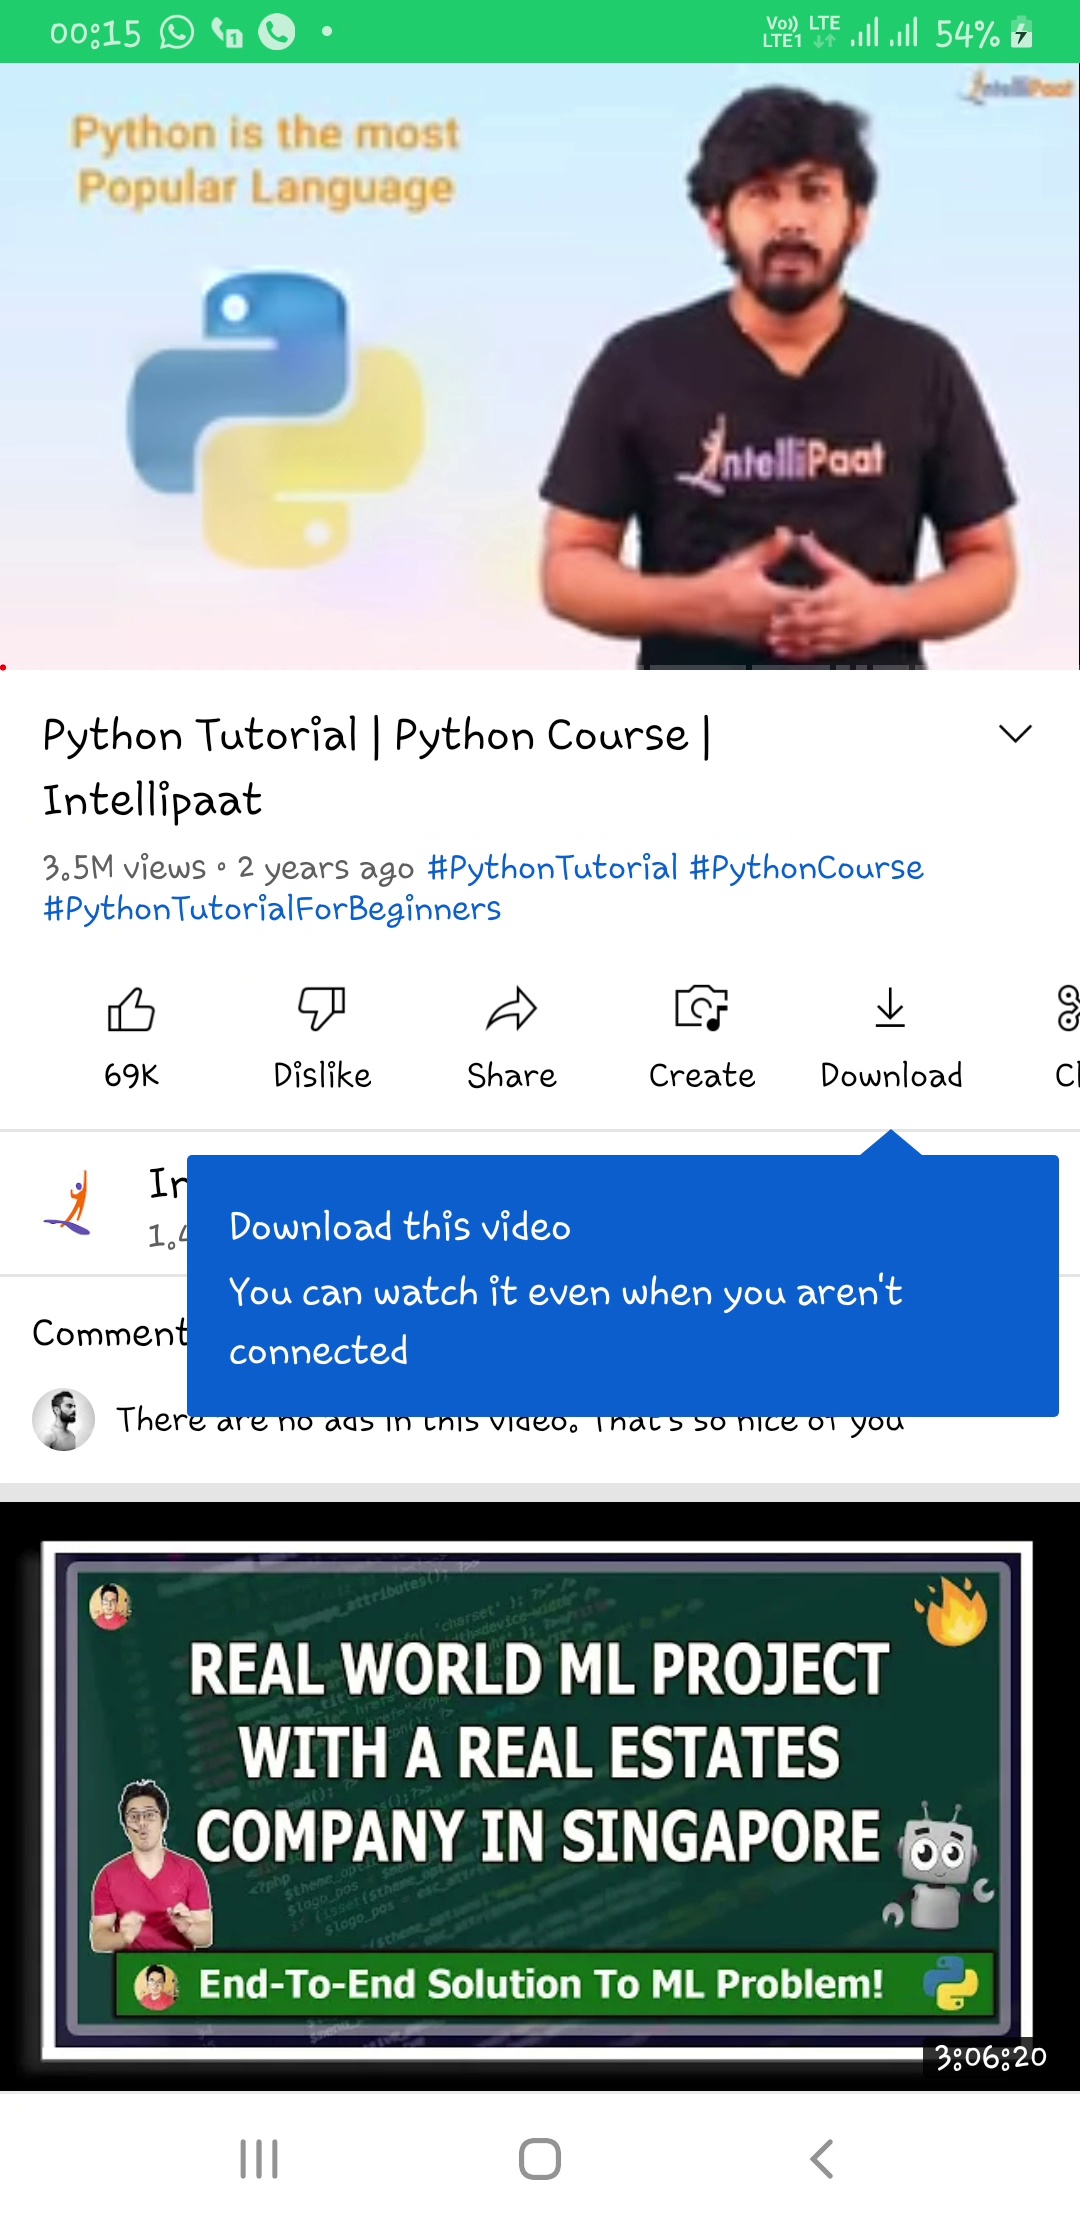 00:15
1
Vo)) LTE
LTE1
54%
IntelliPaat
Python is the most
Popular Language
IntelliPaat
Python Tutorial | Python Course |
Intellipaat
3.5M views • 2 years ago #PythonTutorial #PythonCourse
#PythonTutorialForBeginners
69K
Dislike
Share
Create
Download
Cl
In
1.4
Download this video
You can watch it even when you aren't
connected
Comment
There are no ads in this video. That's so nice of you
REAL WORLD ML PROJECT
WITH A REAL ESTATES
COMPANY IN SINGAPORE
End-To-End Solution To ML Problem!
3:06:20